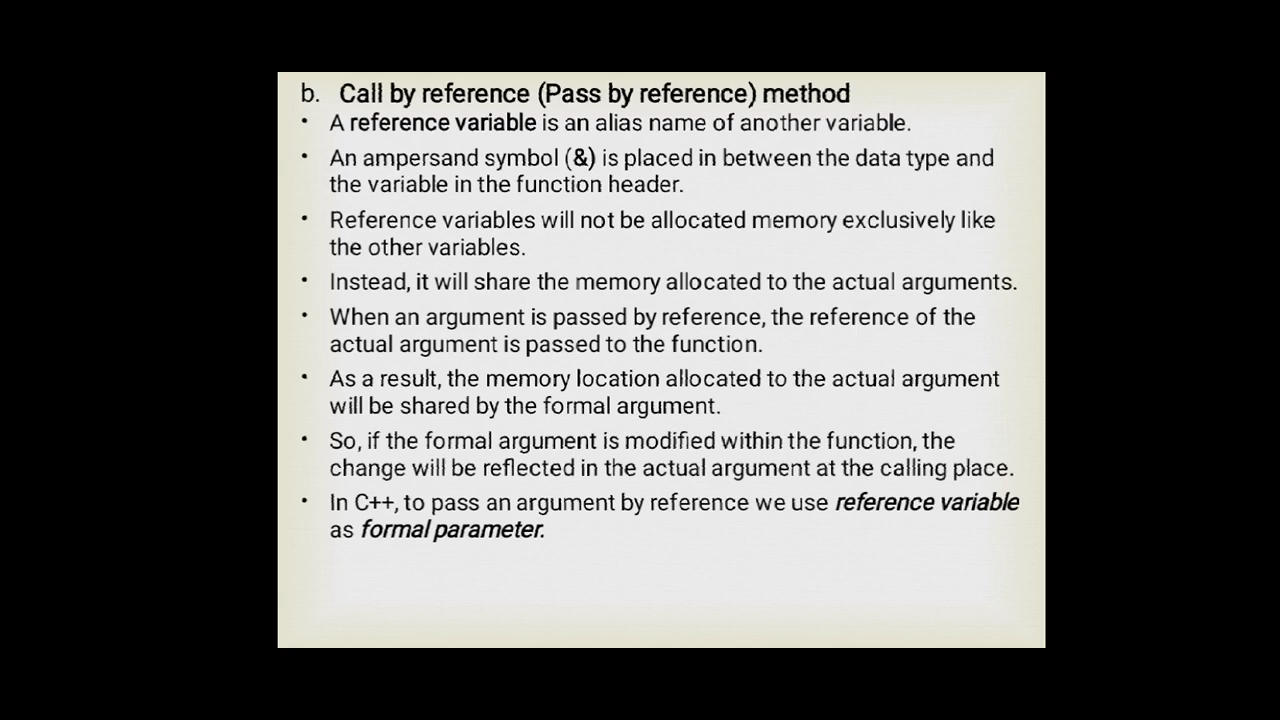 b. Call by reference (Pass by reference) method
• A reference variable is an alias name of another variable.
• An ampersand symbol (&) is placed in between the data type and
the variable in the function header.
• Reference variables will not be allocated memory exclusively like
the other variables.
• Instead, it will share the memory allocated to the actual arguments.
• When an argument is passed by reference, the reference of the
actual argument is passed to the function.
• As a result, the memory location allocated to the actual argument
will be shared by the formal argument.
• So, if the formal argument is modified within the function, the
change will be reflected in the actual argument at the calling place.
• In C++, to pass an argument by reference we use reference variable
as formal parameter.